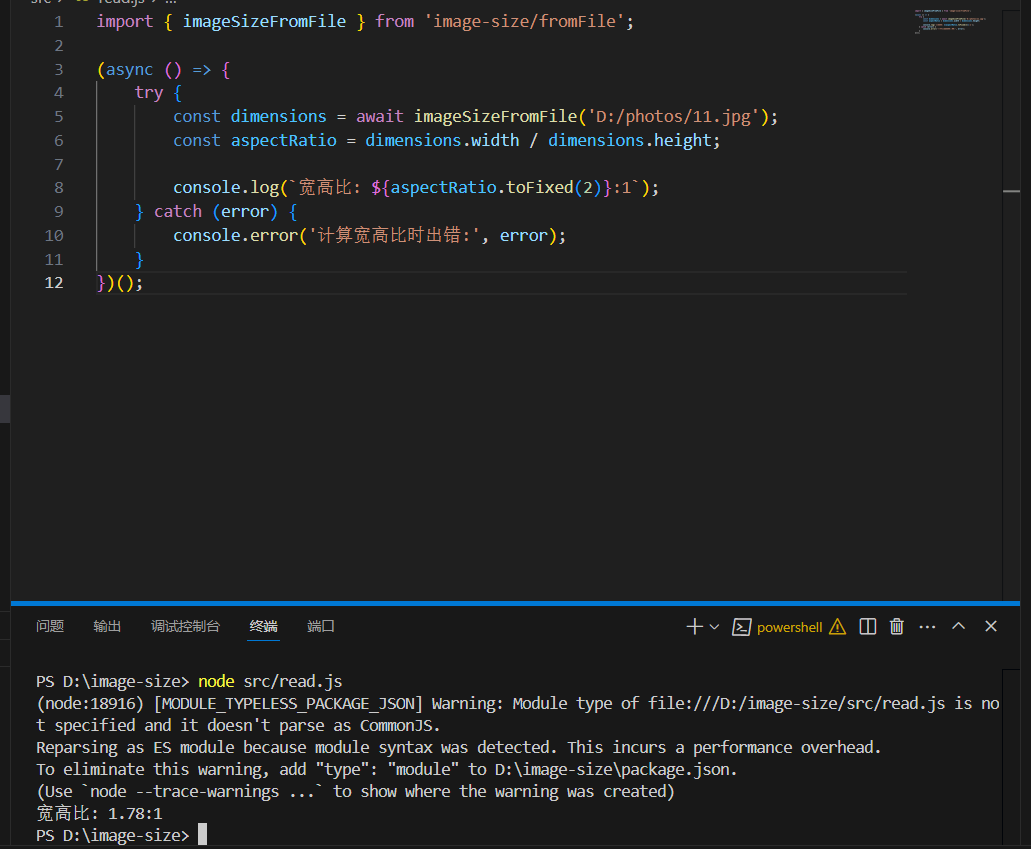 src > read.js > ...
1 import { imageSizeFromFile } from 'image-size/fromFile';
2
3 (async () => {
4 try {
5 const dimensions = await imageSizeFromFile('D:/photos/11.jpg');
6 const aspectRatio = dimensions.width / dimensions.height;
7
8 console.log(`宽高比: ${aspectRatio.toFixed(2)}:1`);
9 } catch (error) {
10 console.error('计算宽高比时出错:', error);
11 }
12 })();
问题 输出 调试控制台 终端 端口 powershell
PS D:\image-size> node src/read.js
(node:18916) [MODULE_TYPELESS_PACKAGE_JSON] Warning: Module type of file:///D:/image-size/src/read.js is no
t specified and it doesn't parse as CommonJS.
Reparsing as ES module because module syntax was detected. This incurs a performance overhead.
To eliminate this warning, add "type": "module" to D:\image-size\package.json.
(Use `node --trace-warnings ...` to show where the warning was created)
宽高比: 1.78:1
PS D:\image-size>